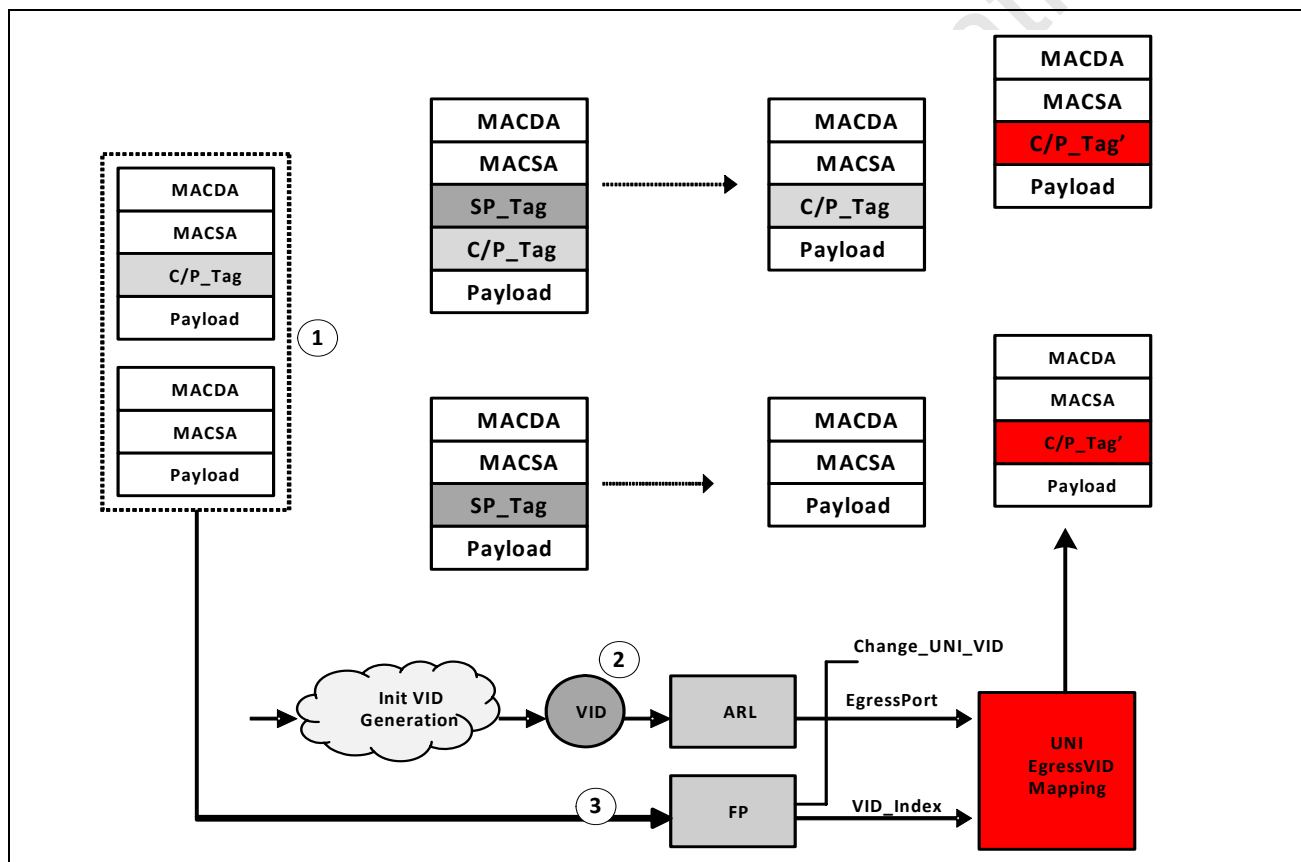 MACDA
MACSA
C/P_Tag
Payload
MACDA
MACSA
Payload
1
MACDA
MACSA
SP_Tag
C/P_Tag
Payload
MACDA
MACSA
C/P_Tag
Payload
MACDA
MACSA
C/P_Tag’
Payload
MACDA
MACSA
SP_Tag
Payload
MACDA
MACSA
Payload
MACDA
MACSA
C/P_Tag’
Payload
Init VID
Generation
2
VID
ARL
Change_UNI_VID
EgressPort
3
FP
VID_Index
UNI
EgressVID
Mapping